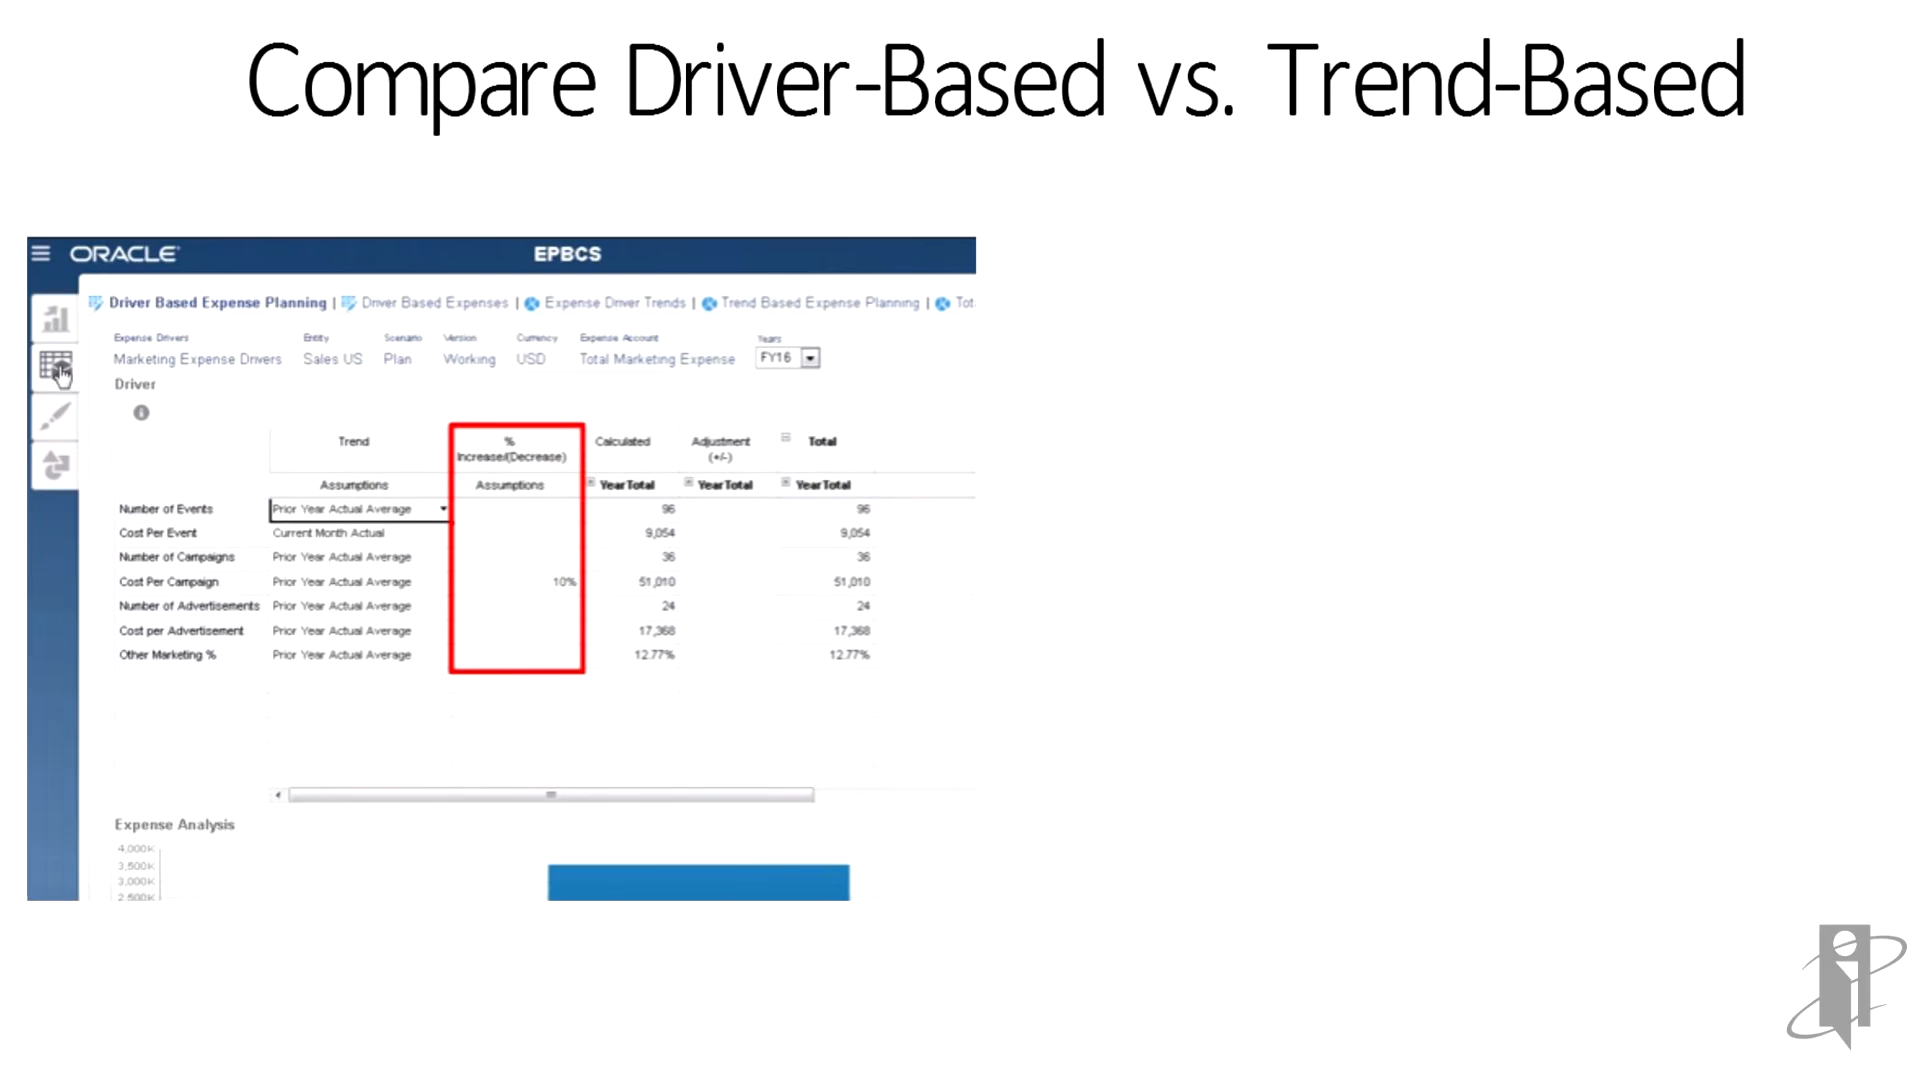 Compare Driver-Based vs. Trend-Based
ORACLE EPBCS
Driver Based Expense Planning | Driver Based Expenses | Expense Driver Trends | Trend Based Expense Planning | Tot
Expense Drivers Entity Scenario Version Currency Expense Account Years
Marketing Expense Drivers Sales US Plan Working USD Total Marketing Expense FY16
Driver
Trend % Calculated Adjustment Total
Increase/(Decrease) (+/-)
Assumptions Assumptions YearTotal YearTotal YearTotal
Number of Events Prior Year Actual Average 96 96
Cost Per Event Current Month Actual 9,054 9,054
Number of Campaigns Prior Year Actual Average 36 36
Cost Per Campaign Prior Year Actual Average 10% 51,010 51,010
Number of Advertisements Prior Year Actual Average 24 24
Cost per Advertisement Prior Year Actual Average 17,368 17,368
Other Marketing % Prior Year Actual Average 12.77% 12.77%
Expense Analysis
4,000K
3,500K
3,000K
2,500K